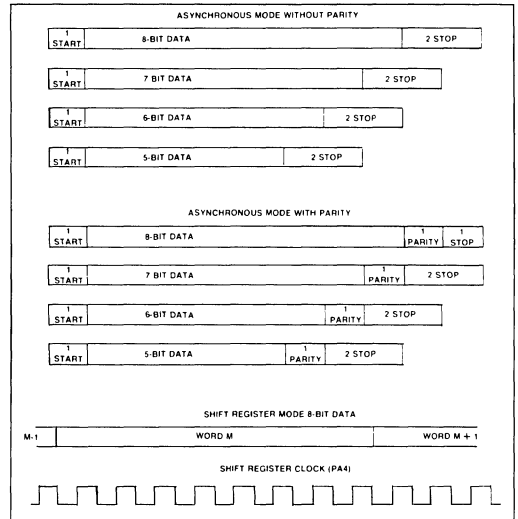 ASYNCHRONOUS MODE WITHOUT PARITY
1 START 8-BIT DATA 2 STOP
1 START 7 BIT DATA 2 STOP
1 START 6-BIT DATA 2 STOP
1 START 5-BIT DATA 2 STOP
ASYNCHRONOUS MODE WITH PARITY
1 START 8-BIT DATA 1 PARITY 1 STOP
1 START 7 BIT DATA 1 PARITY 2 STOP
1 START 6-BIT DATA 1 PARITY 2 STOP
1 START 5-BIT DATA 1 PARITY 2 STOP
SHIFT REGISTER MODE 8-BIT DATA
M-1 WORD M WORD M + 1
SHIFT REGISTER CLOCK (PA4)